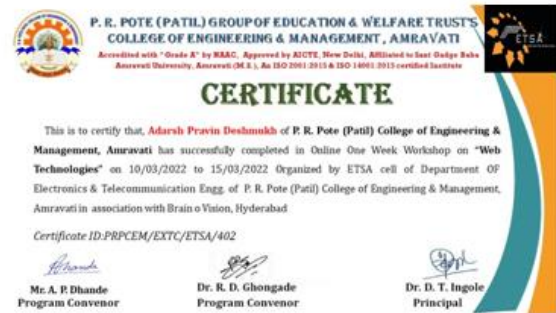 P. R. POTE (PATIL) GROUP OF EDUCATION & WELFARE TRUST'S
COLLEGE OF ENGINEERING & MANAGEMENT, AMRAVATI
Accredited with "Grade A" by NAAC, Approved by AICTE, New Delhi, Affiliated to Sant Gadge Baba
Amravati University, Amravati (M.S.), An ISO 9001:2015 & ISO 14001:2015 certified Institute
ETSA
CERTIFICATE
This is to certify that, Adarsh Pravin Deshmukh of P. R. Pote (Patil) College of Engineering &
Management, Amravati has successfully completed in Online One Week Workshop on "Web
Technologies" on 10/03/2022 to 15/03/2022 Organized by ETSA cell of Department OF
Electronics & Telecommunication Engg. of P. R. Pote (Patil) College of Engineering & Management,
Amravati in association with Brain o Vision, Hyderabad
Certificate ID:PRPCEM/EXTC/ETSA/402
Mr. A. P. Dhande Dr. R. D. Ghongade Dr. D. T. Ingole
Program Convenor Program Convenor Principal